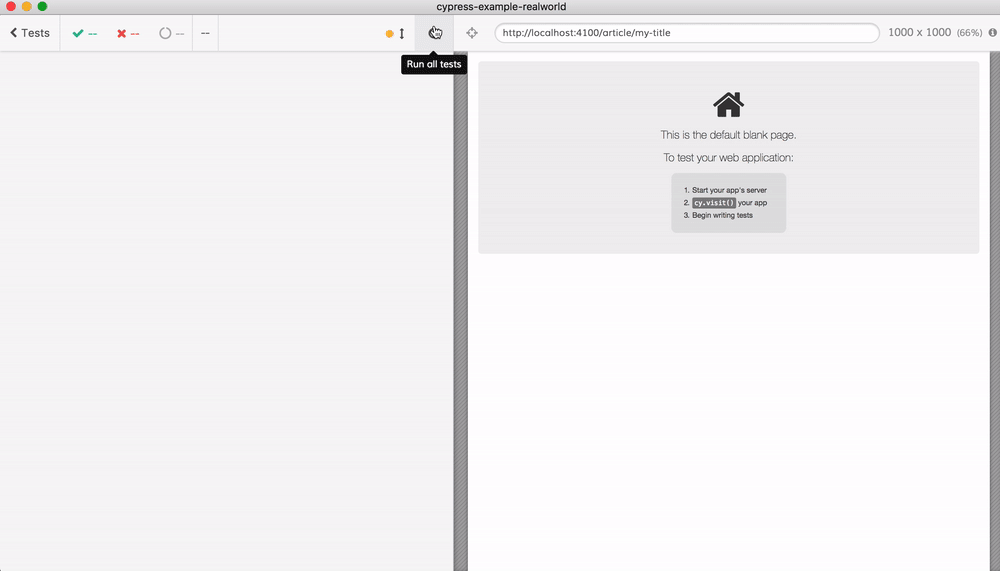 cypress-example-realworld
Tests -- -- -- -- http://localhost:4100/article/my-title 1000 x 1000 (66%)
Run all tests
This is the default blank page.
To test your web application:
1. Start your app's server
2. cy.visit() your app
3. Begin writing tests